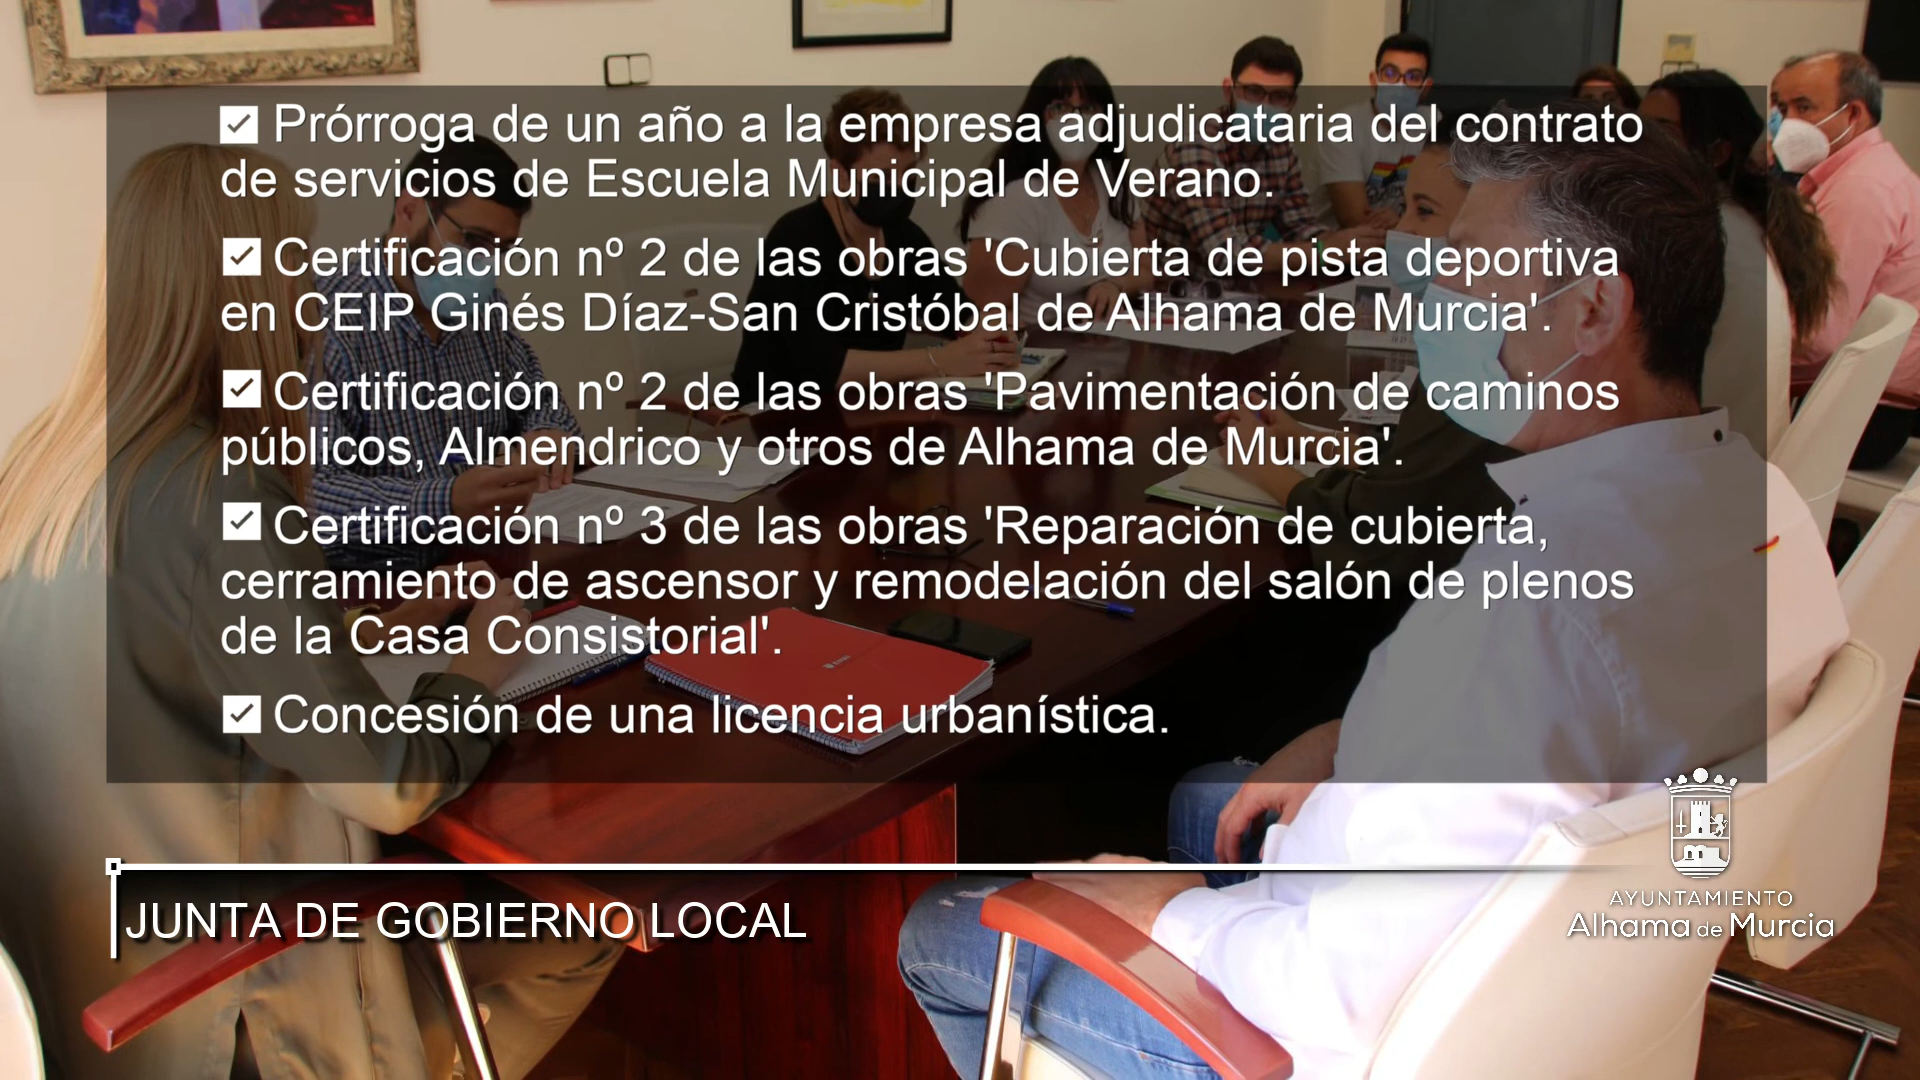 Prórroga de un año a la empresa adjudicataria del contrato
de servicios de Escuela Municipal de Verano.
Certificación nº 2 de las obras 'Cubierta de pista deportiva
en CEIP Ginés Díaz-San Cristóbal de Alhama de Murcia'.
Certificación nº 2 de las obras 'Pavimentación de caminos
públicos, Almendrico y otros de Alhama de Murcia'.
Certificación nº 3 de las obras 'Reparación de cubierta,
cerramiento de ascensor y remodelación del salón de plenos
de la Casa Consistorial'.
Concesión de una licencia urbanística.
JUNTA DE GOBIERNO LOCAL
AYUNTAMIENTO
Alhama de Murcia